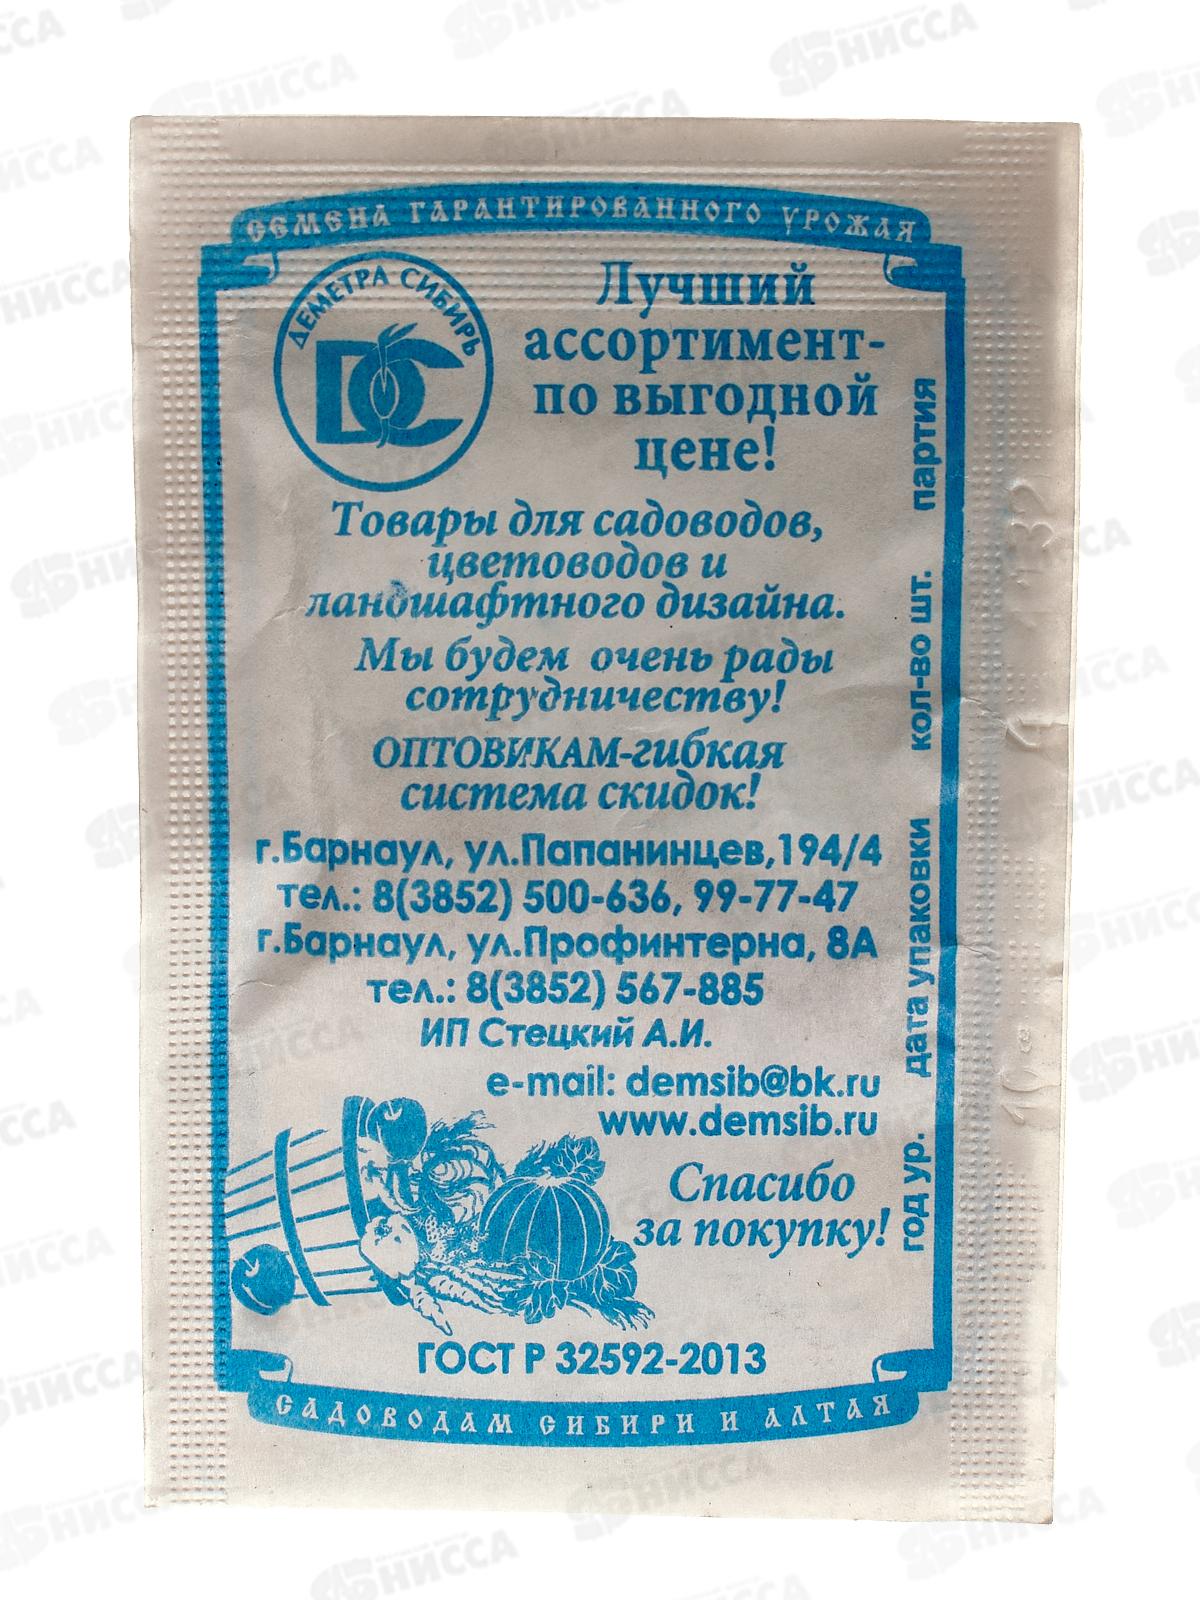 СЕМЕНА ГАРАНТИРОВАННОГО УРОЖАЯ
ДЕМЕТРА СИБИРЬ
DC
Лучший
ассортимент-
по выгодной
цене!
Товары для садоводов,
цветоводов и
ландшафтного дизайна.
Мы будем очень рады
сотрудничеству!
ОПТОВИКАМ-гибкая
система скидок!
г.Барнаул, ул.Папанинцев,194/4
тел.: 8(3852) 500-636, 99-77-47
г.Барнаул, ул.Профинтерна, 8А
тел.: 8(3852) 567-885
ИП Стецкий А.И.
e-mail: demsib@bk.ru
www.demsib.ru
Спасибо
за покупку!
ГОСТ Р 32592-2013
САДОВОДАМ СИБИРИ И АЛТАЯ
год ур. дата упаковки кол-во шт. партия